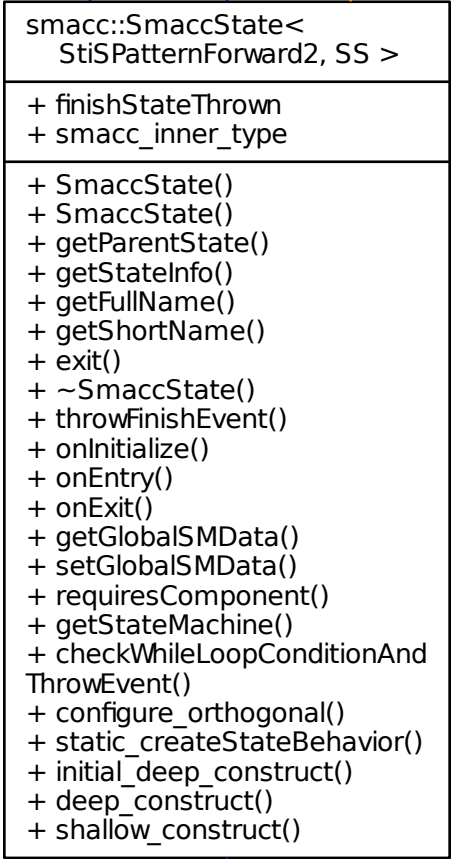 smacc::SmaccState<
StiSPatternForward2, SS >
+ finishStateThrown
+ smacc_inner_type
+ SmaccState()
+ SmaccState()
+ getParentState()
+ getStateInfo()
+ getFullName()
+ getShortName()
+ exit()
+ ~SmaccState()
+ throwFinishEvent()
+ onInitialize()
+ onEntry()
+ onExit()
+ getGlobalSMData()
+ setGlobalSMData()
+ requiresComponent()
+ getStateMachine()
+ checkWhileLoopConditionAnd
ThrowEvent()
+ configure_orthogonal()
+ static_createStateBehavior()
+ initial_deep_construct()
+ deep_construct()
+ shallow_construct()